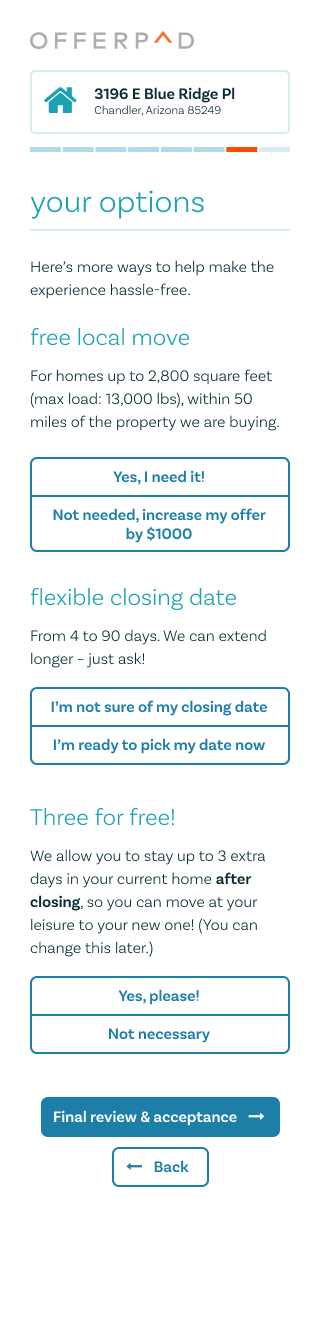 OFFERPAD
3196 E Blue Ridge Pl
Chandler, Arizona 85249
your options
Here's more ways to help make the
experience hassle-free.
free local move
For homes up to 2,800 square feet
(max load: 13,000 lbs), within 50
miles of the property we are buying.
Yes, I need it!
Not needed, increase my offer
by $1000
flexible closing date
From 4 to 90 days. We can extend
longer – just ask!
I'm not sure of my closing date
I'm ready to pick my date now
Three for free!
We allow you to stay up to 3 extra
days in your current home after
closing, so you can move at your
leisure to your new one! (You can
change this later.)
Yes, please!
Not necessary
Final review & acceptance →
← Back